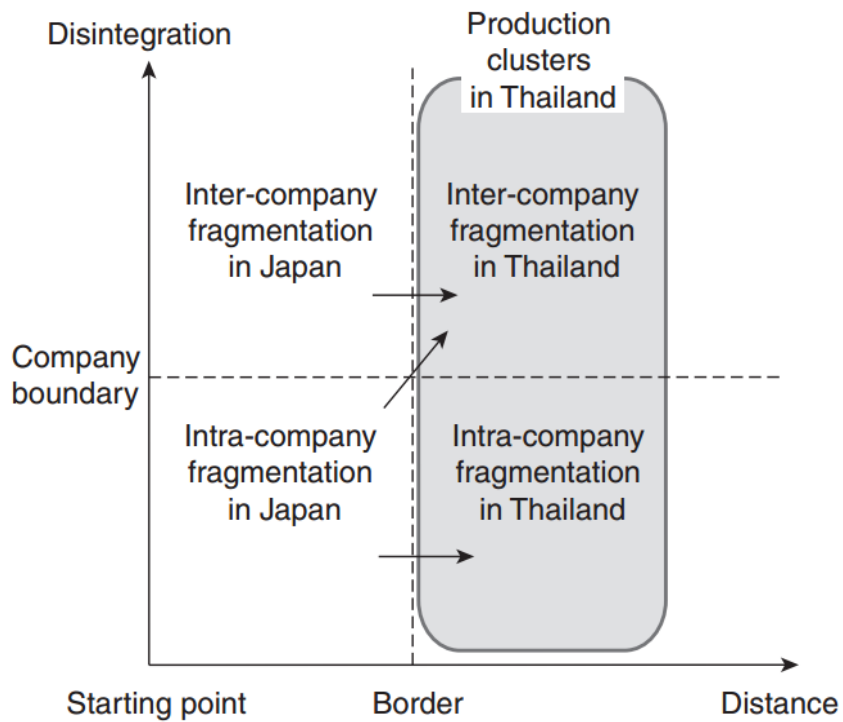 Disintegration
Production
clusters
in Thailand
Inter-company
fragmentation
in Japan
Inter-company
fragmentation
in Thailand
Company
boundary
Intra-company
fragmentation
in Japan
Intra-company
fragmentation
in Thailand
Starting point
Border
Distance